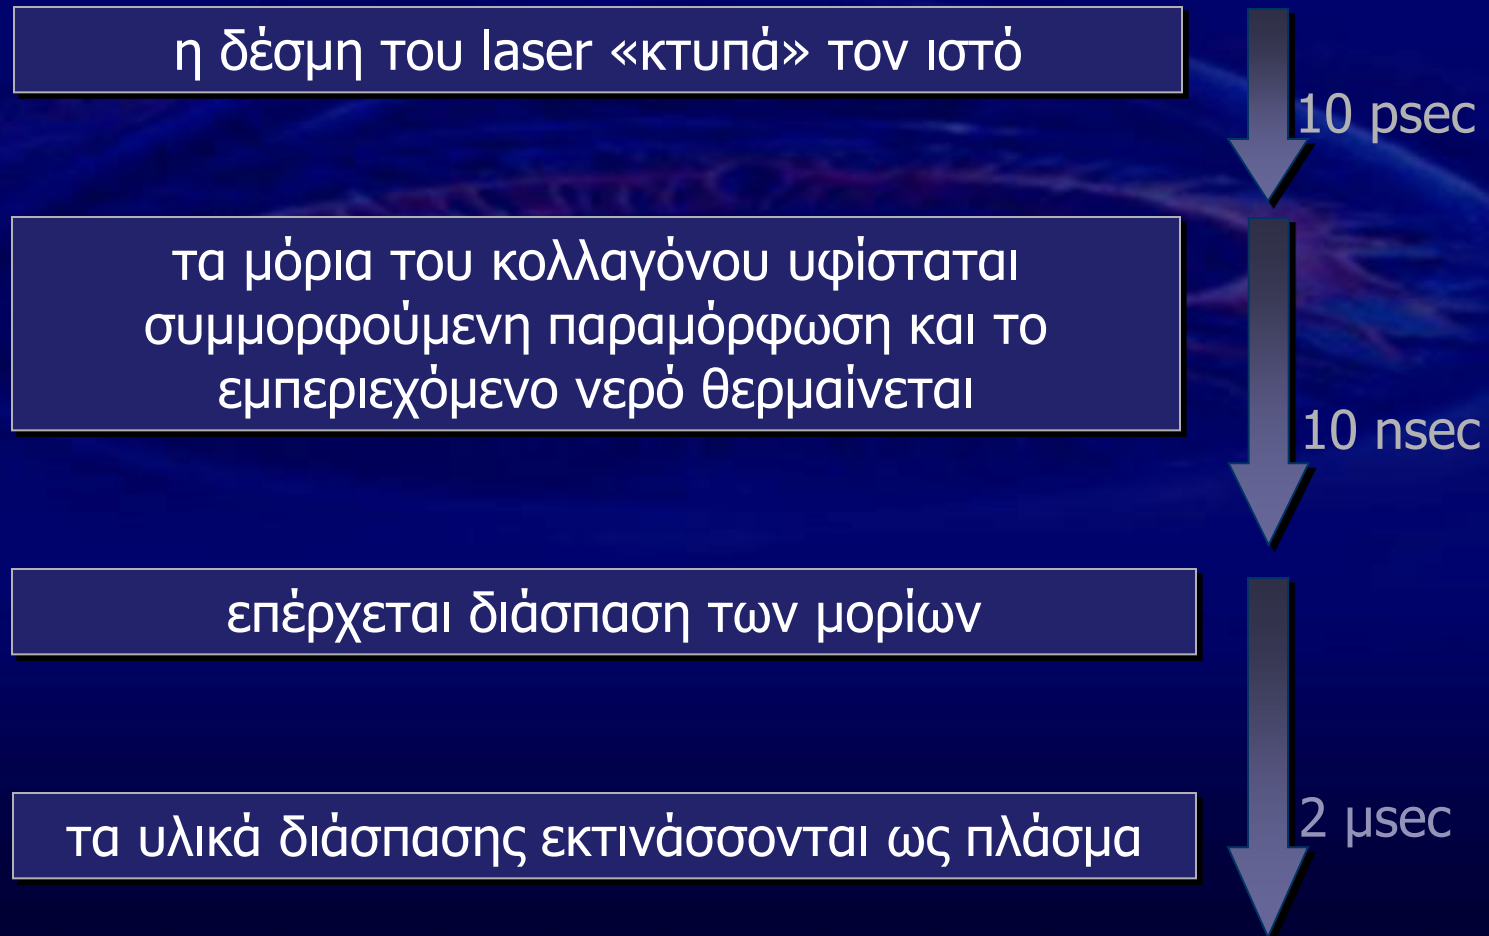 η δέσμη του laser «κτυπά» τον ιστό
10 psec
τα μόρια του κολλαγόνου υφίσταται
συμμορφούμενη παραμόρφωση και το
εμπεριεχόμενο νερό θερμαίνεται
10 nsec
επέρχεται διάσπαση των μορίων
2 μsec
τα υλικά διάσπασης εκτινάσσονται ως πλάσμα